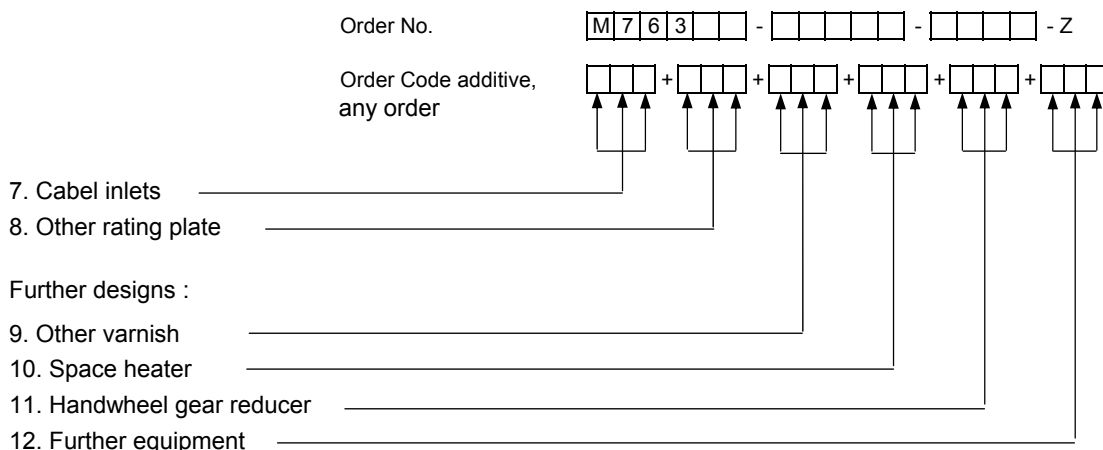 Order No. M 7 6 3 - - - Z
Order Code additive, + + + + +
any order
7. Cabel inlets
8. Other rating plate
Further designs :
9. Other varnish
10. Space heater
11. Handwheel gear reducer
12. Further equipment